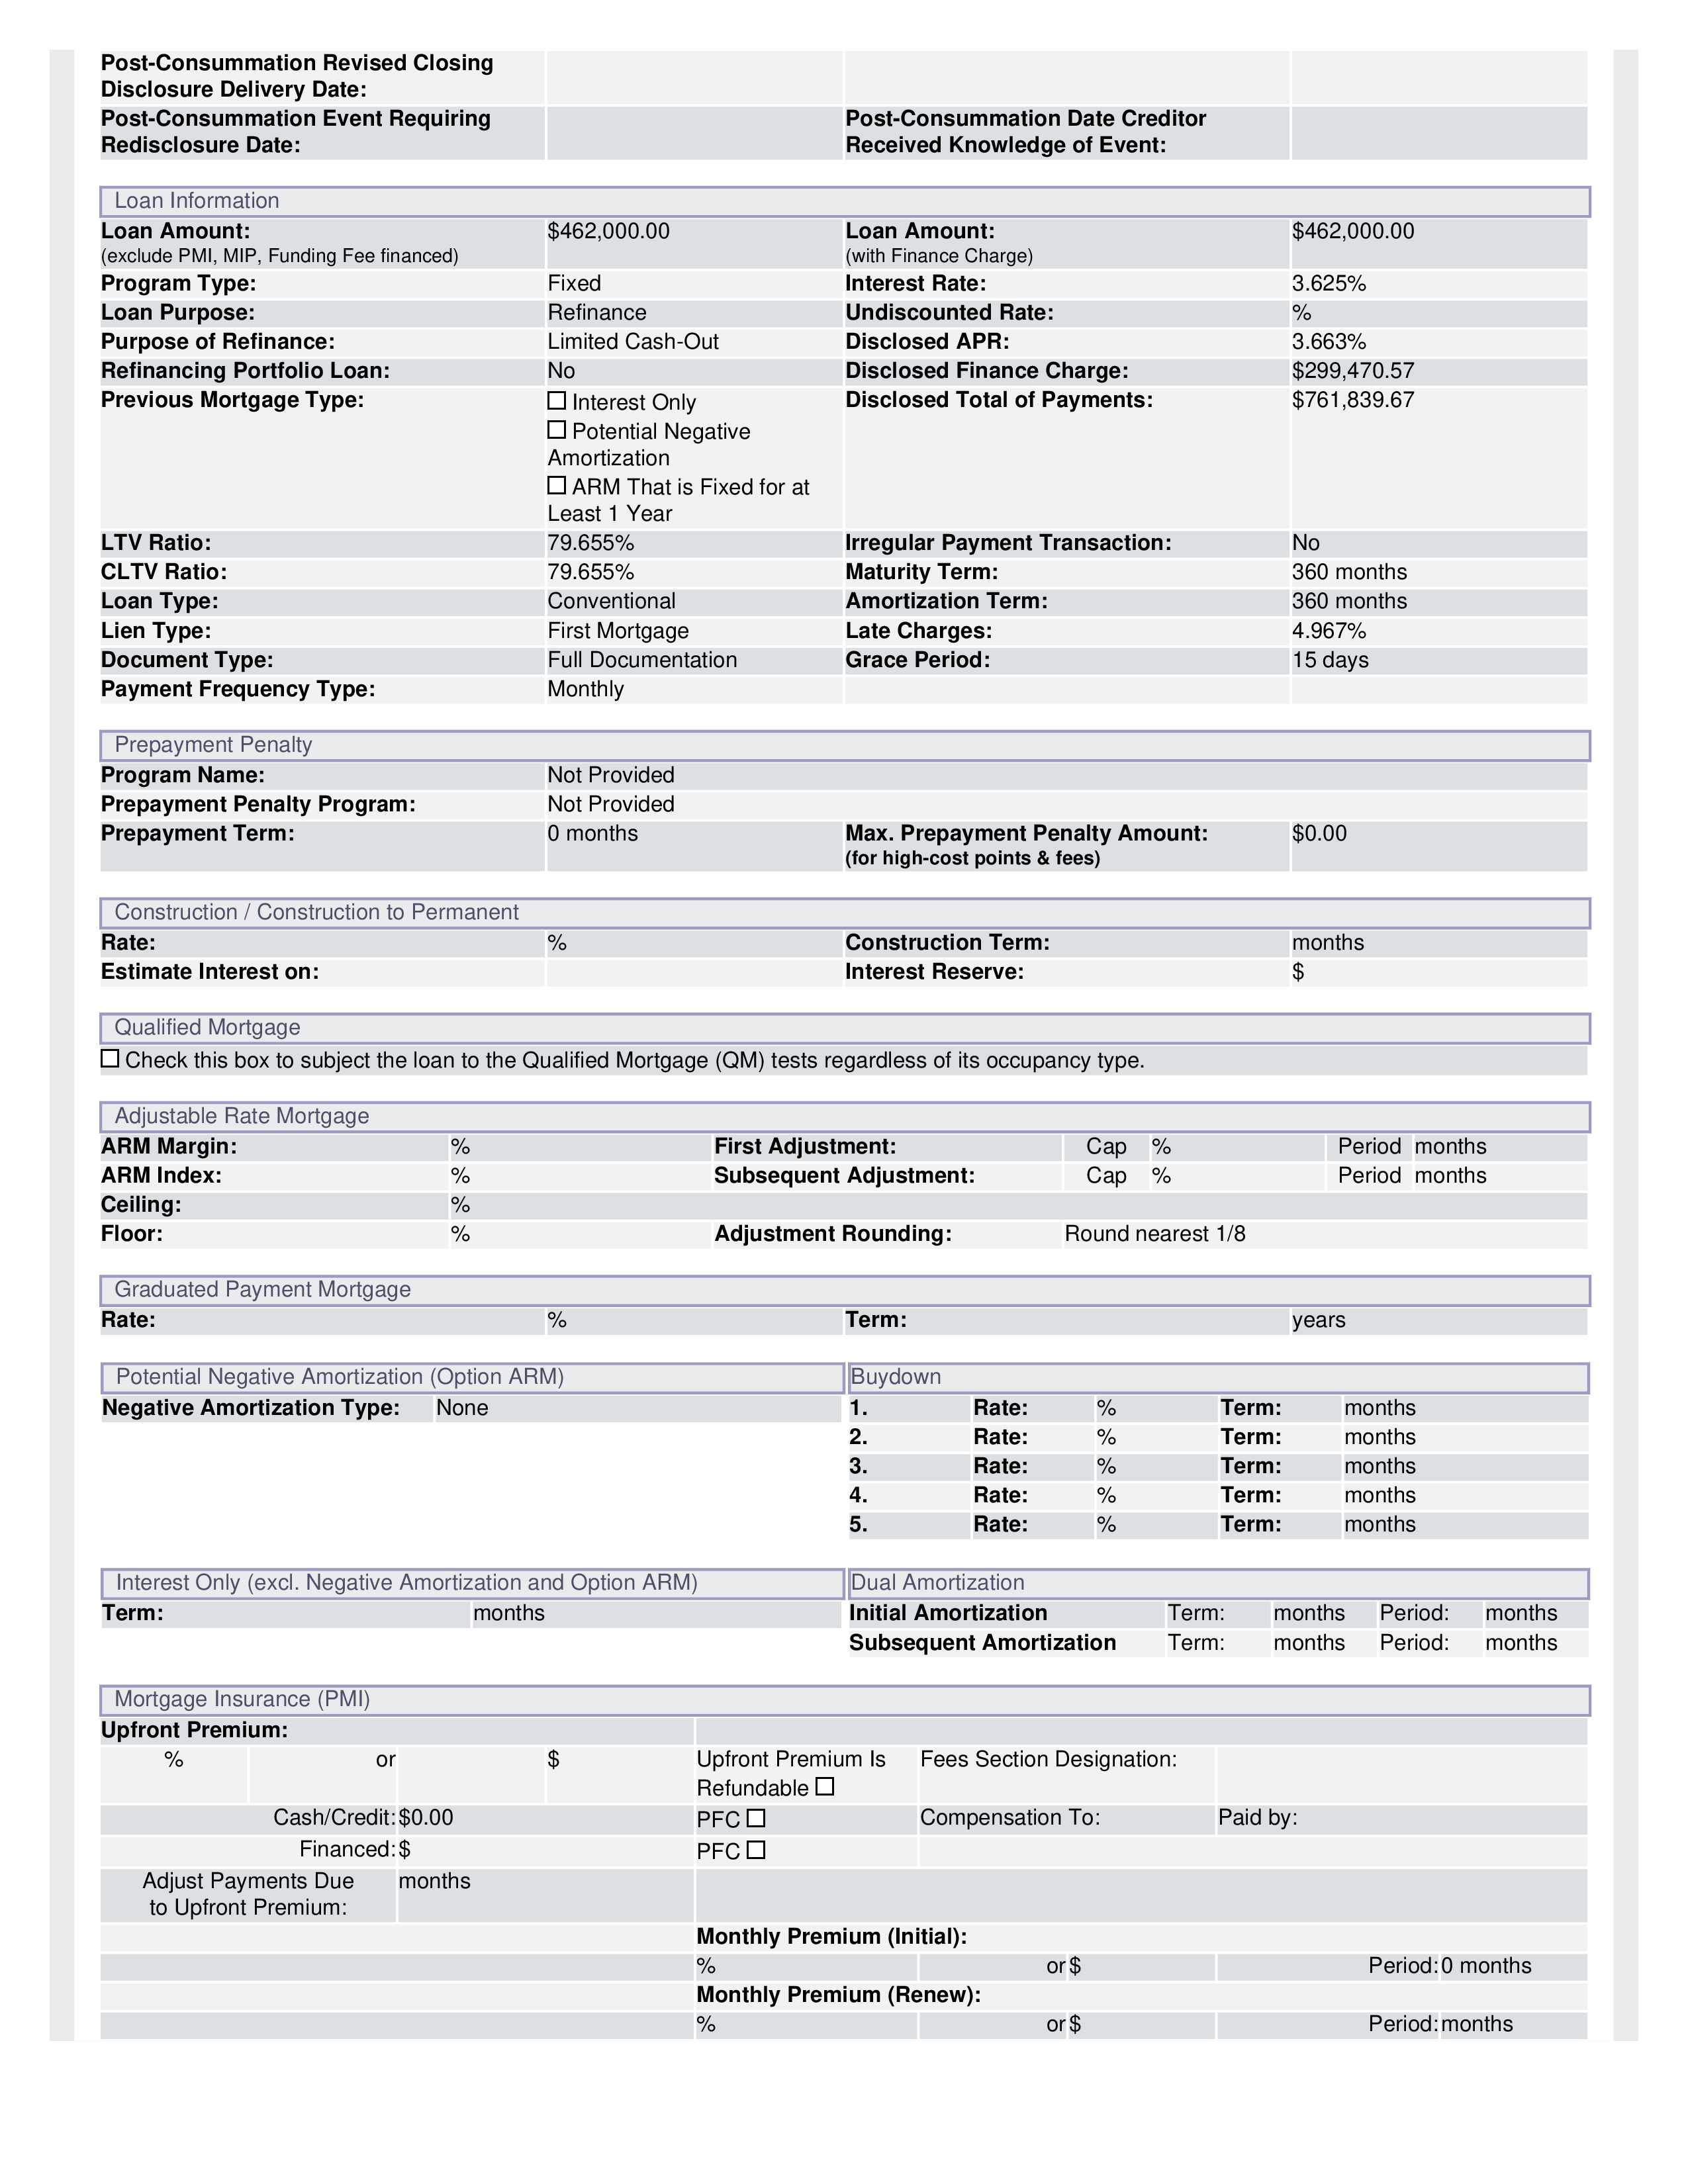 Post-Consummation Revised Closing
Disclosure Delivery Date:
Post-Consummation Event Requiring
Redisclosure Date:
Post-Consummation Date Creditor
Received Knowledge of Event:
Loan Information
Loan Amount: $462,000.00 Loan Amount: $462,000.00
(exclude PMI, MIP, Funding Fee financed) (with Finance Charge)
Program Type: Fixed Interest Rate: 3.625%
Loan Purpose: Refinance Undiscounted Rate: %
Purpose of Refinance: Limited Cash-Out Disclosed APR: 3.663%
Refinancing Portfolio Loan: No Disclosed Finance Charge: $299,470.57
Previous Mortgage Type: ☐ Interest Only Disclosed Total of Payments: $761,839.67
☐ Potential Negative
Amortization
☐ ARM That is Fixed for at
Least 1 Year
LTV Ratio: 79.655% Irregular Payment Transaction: No
CLTV Ratio: 79.655% Maturity Term: 360 months
Loan Type: Conventional Amortization Term: 360 months
Lien Type: First Mortgage Late Charges: 4.967%
Document Type: Full Documentation Grace Period: 15 days
Payment Frequency Type: Monthly
Prepayment Penalty
Program Name: Not Provided
Prepayment Penalty Program: Not Provided
Prepayment Term: 0 months Max. Prepayment Penalty Amount: $0.00
(for high-cost points & fees)
Construction / Construction to Permanent
Rate: % Construction Term: months
Estimate Interest on: Interest Reserve: $
Qualified Mortgage
☐ Check this box to subject the loan to the Qualified Mortgage (QM) tests regardless of its occupancy type.
Adjustable Rate Mortgage
ARM Margin: % First Adjustment: Cap % Period months
ARM Index: % Subsequent Adjustment: Cap % Period months
Ceiling: %
Floor: % Adjustment Rounding: Round nearest 1/8
Graduated Payment Mortgage
Rate: % Term: years
Potential Negative Amortization (Option ARM) Buydown
Negative Amortization Type: None 1. Rate: % Term: months
2. Rate: % Term: months
3. Rate: % Term: months
4. Rate: % Term: months
5. Rate: % Term: months
Interest Only (excl. Negative Amortization and Option ARM) Dual Amortization
Term: months Initial Amortization Term: months Period: months
Subsequent Amortization Term: months Period: months
Mortgage Insurance (PMI)
Upfront Premium:
% or $ Upfront Premium Is Fees Section Designation:
Refundable ☐
Cash/Credit: $0.00 PFC ☐ Compensation To: Paid by:
Financed: $ PFC ☐
Adjust Payments Due months
to Upfront Premium:
Monthly Premium (Initial):
% or $ Period: 0 months
Monthly Premium (Renew):
% or $ Period: months